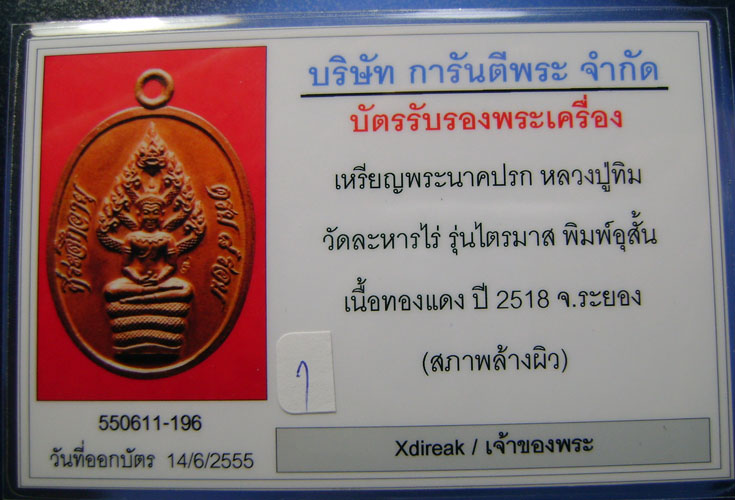 บริษัท การันตีพระ จำกัด
บัตรรับรองพระเครื่อง
เหรียญพระนาคปรก หลวงปู่ทิม
วัดละหารไร่ รุ่นไตรมาส พิมพ์อุสั้น
เนื้อทองแดง ปี 2518 จ.ระยอง
(สภาพล้างผิว)
550611-196
วันที่ออกบัตร 14/6/2555
Xdireak / เจ้าของพระ